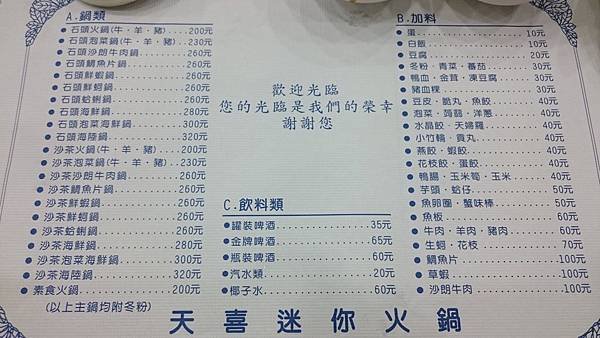 A.鍋類
●石頭火鍋(牛・羊・豬)....200元
●石頭泡菜鍋(牛・羊・豬)..230元
●石頭沙朗牛肉鍋..........260元
●石頭鯛魚片鍋............260元
●石頭鮮蝦鍋..............260元
●石頭鮮蚵鍋..............260元
●石頭蛤蜊鍋..............260元
●石頭海鮮鍋..............280元
●石頭泡菜海鮮鍋..........300元
●石頭海陸鍋..............320元
●沙茶火鍋(牛・羊・豬)....200元
●沙茶泡菜鍋(牛・羊・豬)..230元
●沙茶沙朗牛肉鍋..........260元
●沙茶鯛魚片鍋............260元
●沙茶鮮蝦鍋..............260元
●沙茶鮮蚵鍋..............260元
●沙茶蛤蜊鍋..............260元
●沙茶海鮮鍋..............280元
●沙茶泡菜海鮮鍋..........300元
●沙茶海陸鍋..............320元
●素食火鍋................200元
(以上主鍋均附冬粉)
歡迎光臨
您的光臨是我們的榮幸
謝謝您
C.飲料類
●罐裝啤酒................35元
●金牌啤酒................65元
●瓶裝啤酒................60元
●汽水類..................20元
●椰子水..................60元
B.加料
●蛋......................10元
●白飯....................10元
●豆腐....................20元
●冬粉・青菜・蕃茄........30元
●鴨血・金茸・凍豆腐......30元
●豬血粿..................30元
●豆皮・脆丸・魚餃........40元
●泡菜・蒟蒻・洋蔥........40元
●水晶餃・天婦羅..........40元
●小竹輪・貢丸............40元
●燕餃・蝦餃..............40元
●花枝餃・蛋餃............40元
●鴨腸・玉米筍・玉米......40元
●芋頭・蛤仔..............50元
●魚卵圈・蟹味棒..........50元
●魚板....................60元
●牛肉・羊肉・豬肉........60元
●生蚵・花枝..............70元
●鯛魚片..................100元
●草蝦....................100元
●沙朗牛肉................100元
天喜迷你火鍋